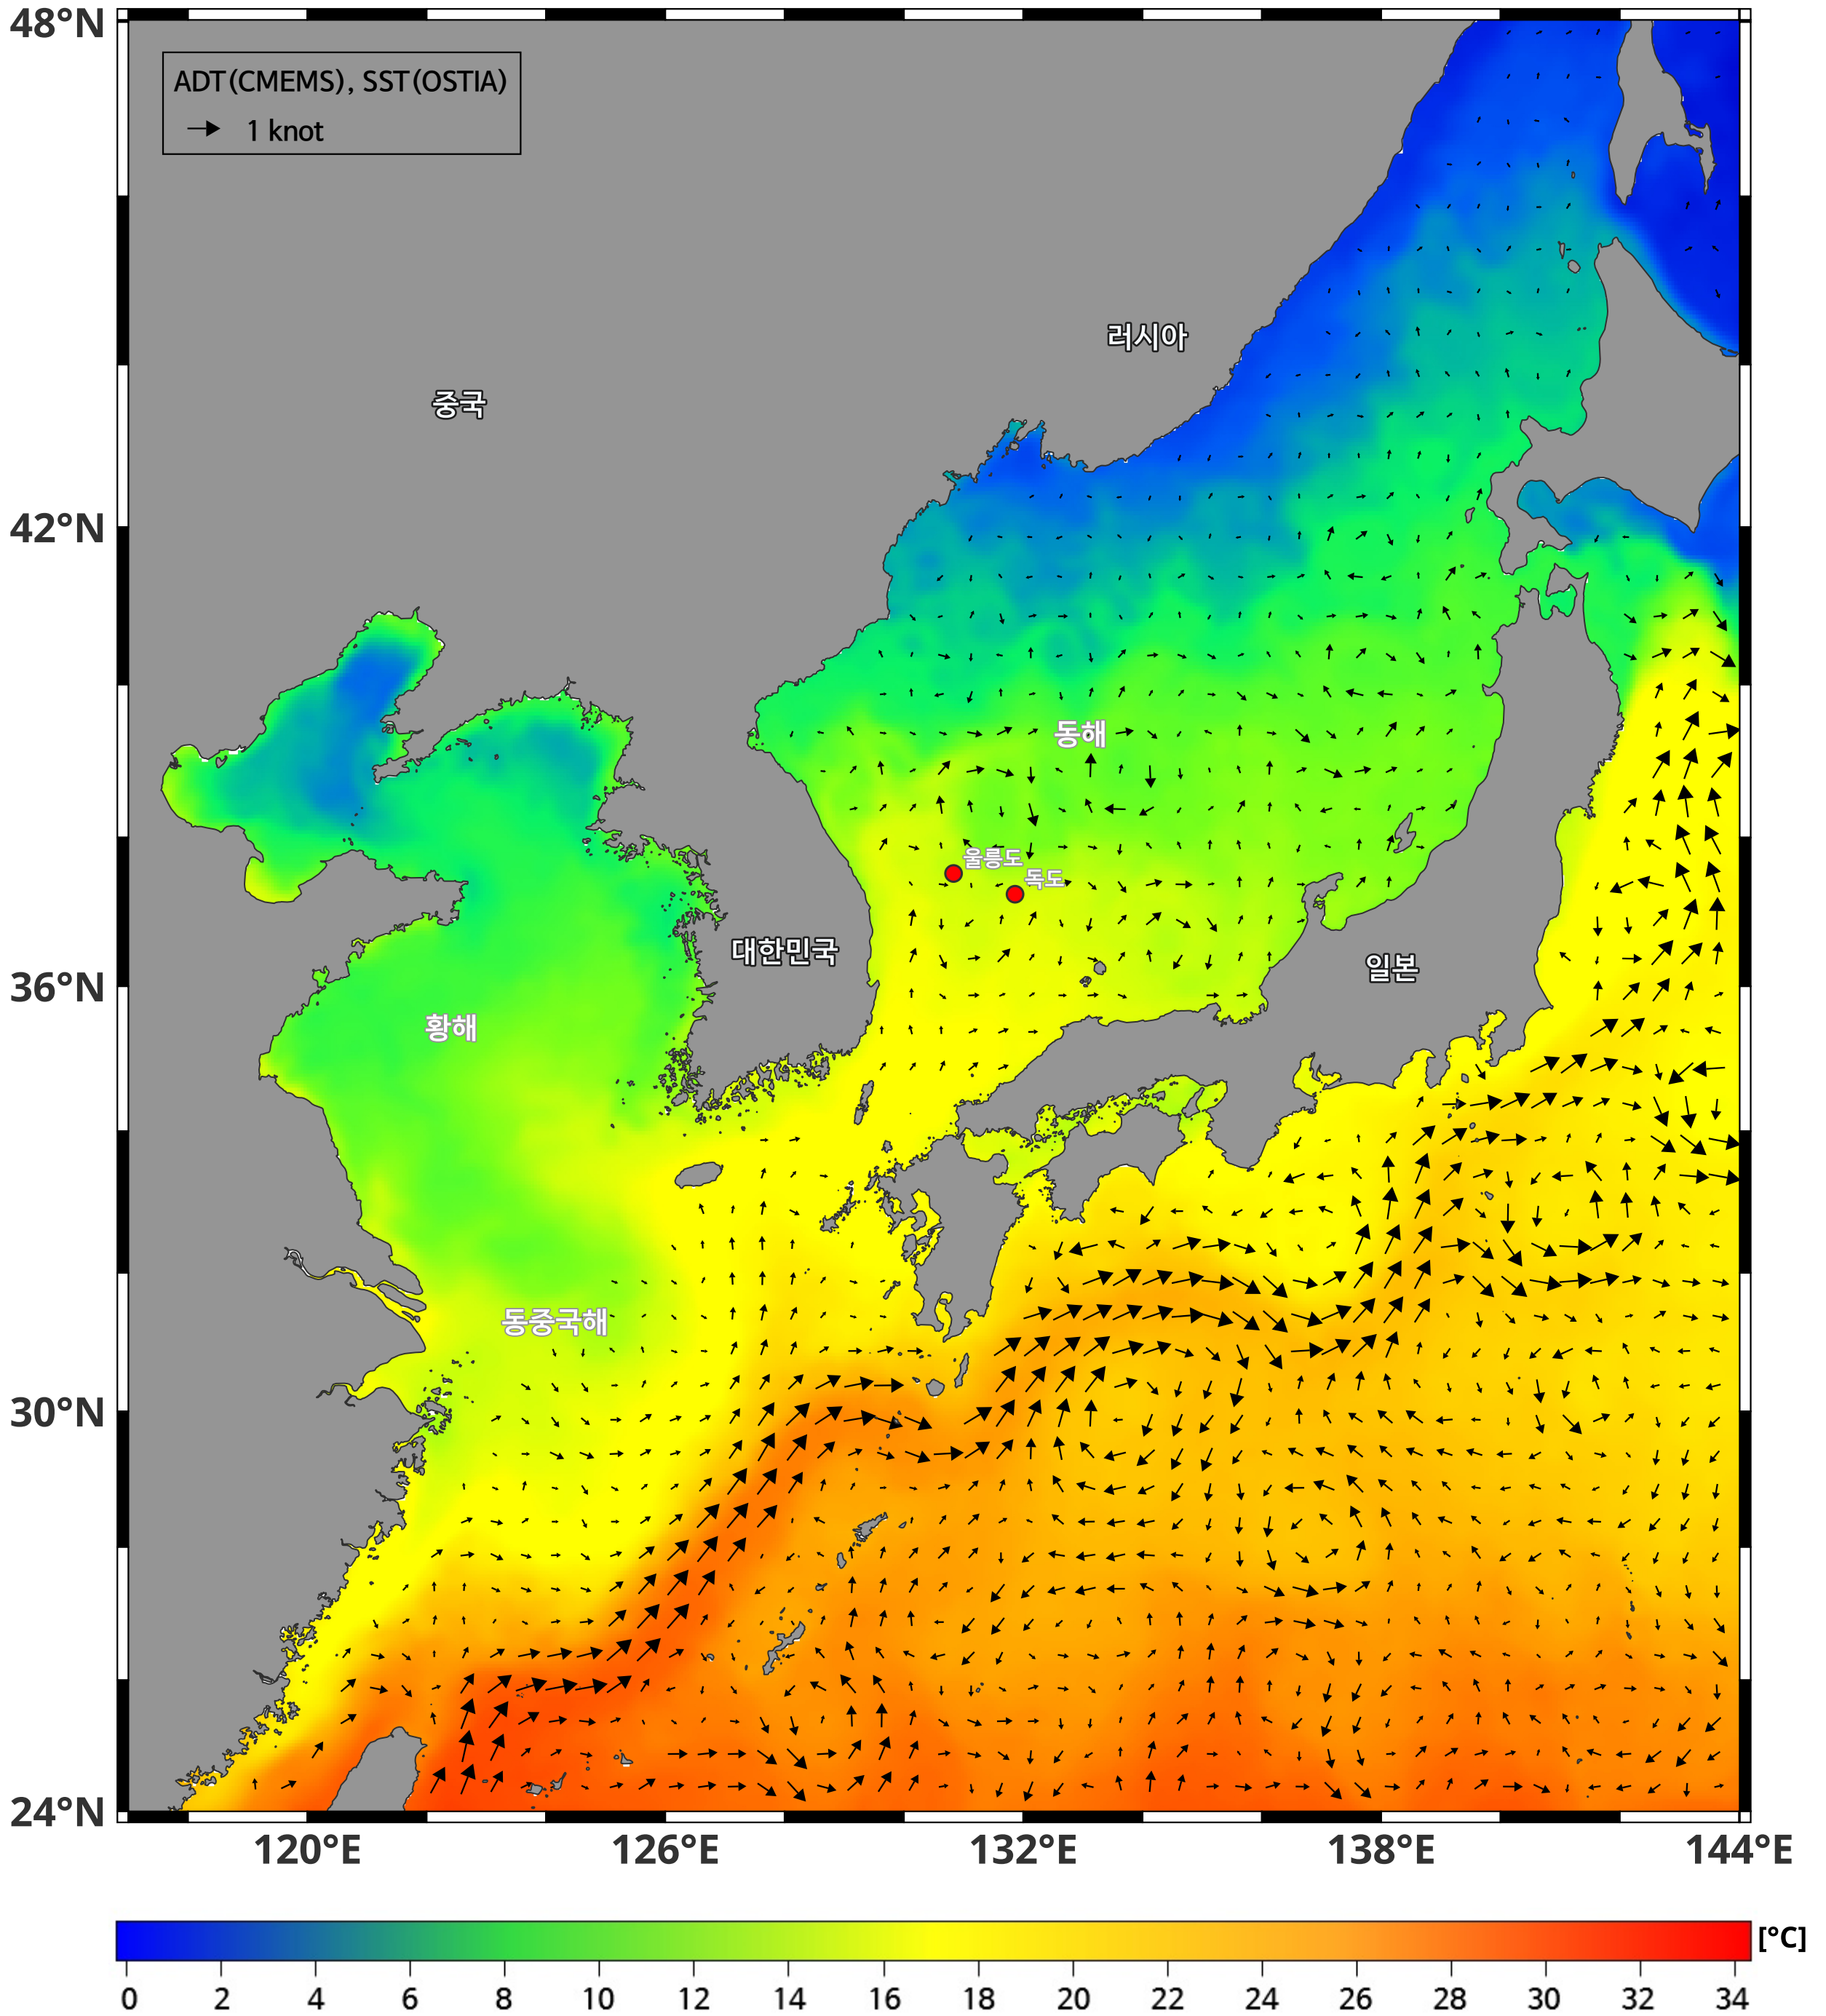 48°N
ADT(CMEMS), SST(OSTIA)
1 knot
러시아
중국
42°N
동해
울릉도
독도
대한민국
일본
36°N
황해
동중국해
30°N
24°N
120°E 126°E 132°E 138°E 144°E
[°C]
0 2 4 6 8 10 12 14 16 18 20 22 24 26 28 30 32 34